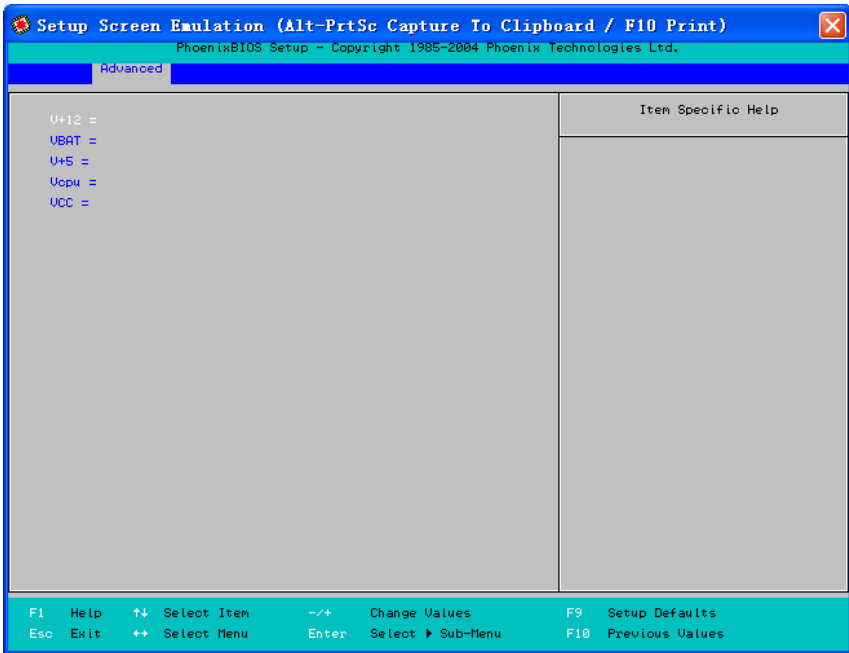 Setup Screen Emulation (Alt-PrtSc Capture To Clipboard / F10 Print)
PhoenixBIOS Setup - Copyright 1985-2004 Phoenix Technologies Ltd.
Advanced
V+12 =
VBAT =
V+5 =
Vcpu =
VCC =
Item Specific Help
F1 Help ↑↓ Select Item -/+ Change Values F9 Setup Defaults
Esc Exit ↔ Select Menu Enter Select ▶ Sub-Menu F10 Previous Values